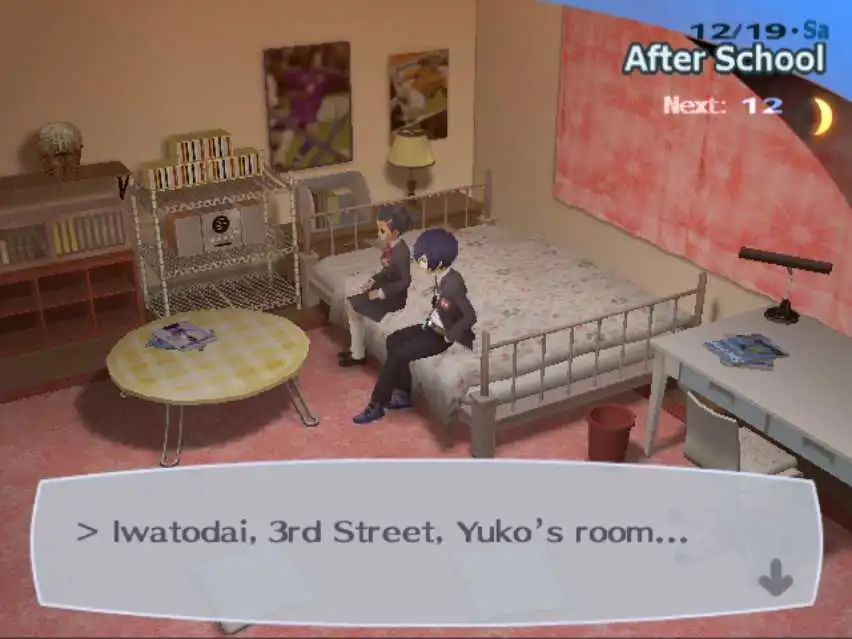 12/19・Sa
After School
Next: 12
> Iwatodai, 3rd Street, Yuko's room...